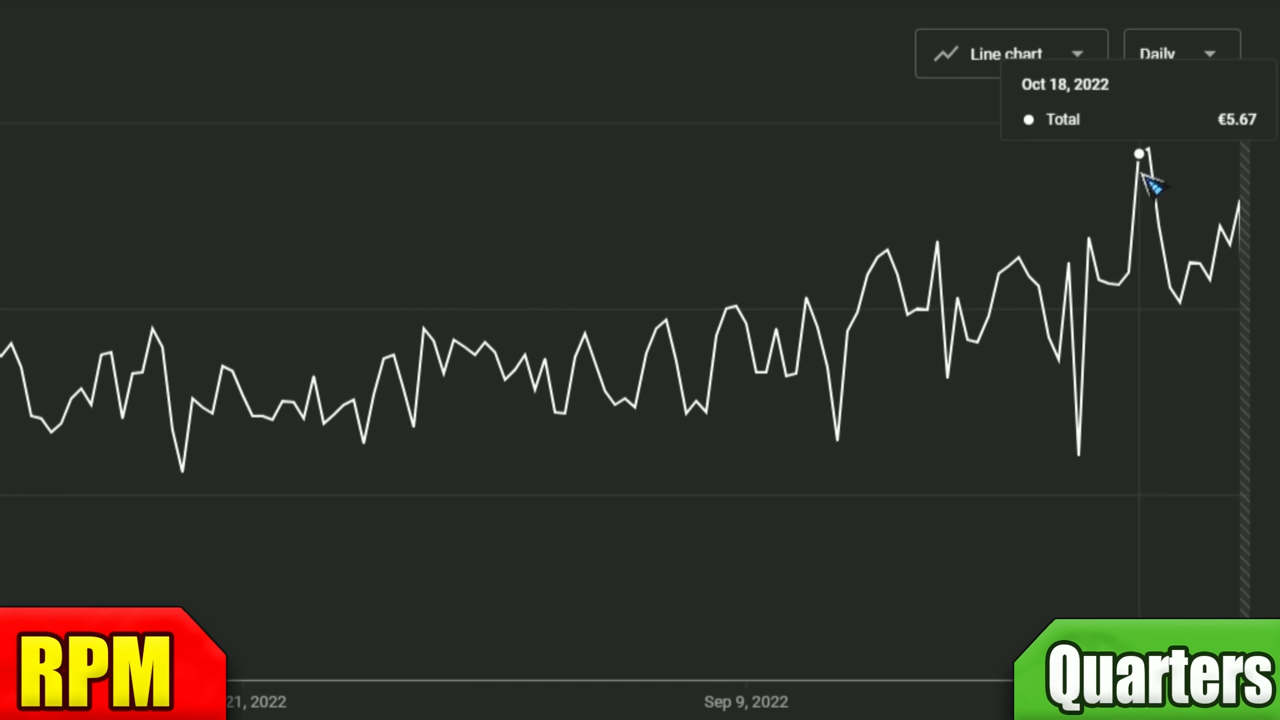 Line chart
Daily
Oct 18, 2022
Total €5.67
RPM
Quarters
21, 2022
Sep 9, 2022